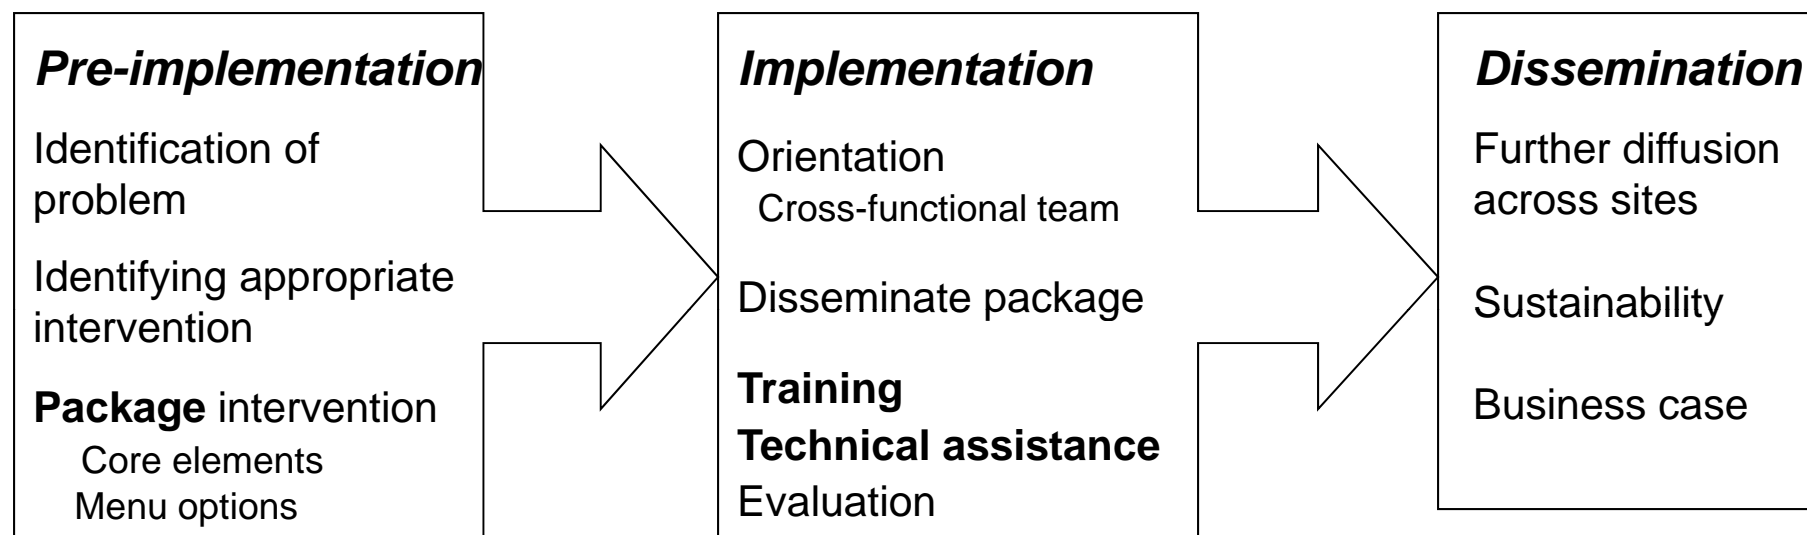 Pre-implementation
Identification of
problem
Identifying appropriate
intervention
Package intervention
Core elements
Menu options
Implementation
Orientation
Cross-functional team
Disseminate package
Training
Technical assistance
Evaluation
Dissemination
Further diffusion
across sites
Sustainability
Business case